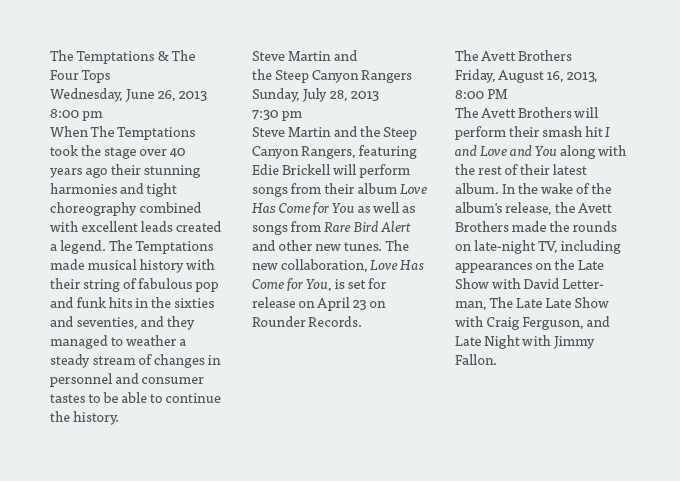 The Temptations & The
Four Tops
Wednesday, June 26, 2013
8:00 pm
When The Temptations
took the stage over 40
years ago their stunning
harmonies and tight
choreography combined
with excellent leads created
a legend. The Temptations
made musical history with
their string of fabulous pop
and funk hits in the sixties
and seventies, and they
managed to weather a
steady stream of changes in
personnel and consumer
tastes to be able to continue
the history.
Steve Martin and
the Steep Canyon Rangers
Sunday, July 28, 2013
7:30 pm
Steve Martin and the Steep
Canyon Rangers, featuring
Edie Brickell will perform
songs from their album Love
Has Come for You as well as
songs from Rare Bird Alert
and other new tunes. The
new collaboration, Love Has
Come for You, is set for
release on April 23 on
Rounder Records.
The Avett Brothers
Friday, August 16, 2013,
8:00 PM
The Avett Brothers will
perform their smash hit I
and Love and You along with
the rest of their latest
album. In the wake of the
album's release, the Avett
Brothers made the rounds
on late-night TV, including
appearances on the Late
Show with David Letter-
man, The Late Late Show
with Craig Ferguson, and
Late Night with Jimmy
Fallon.